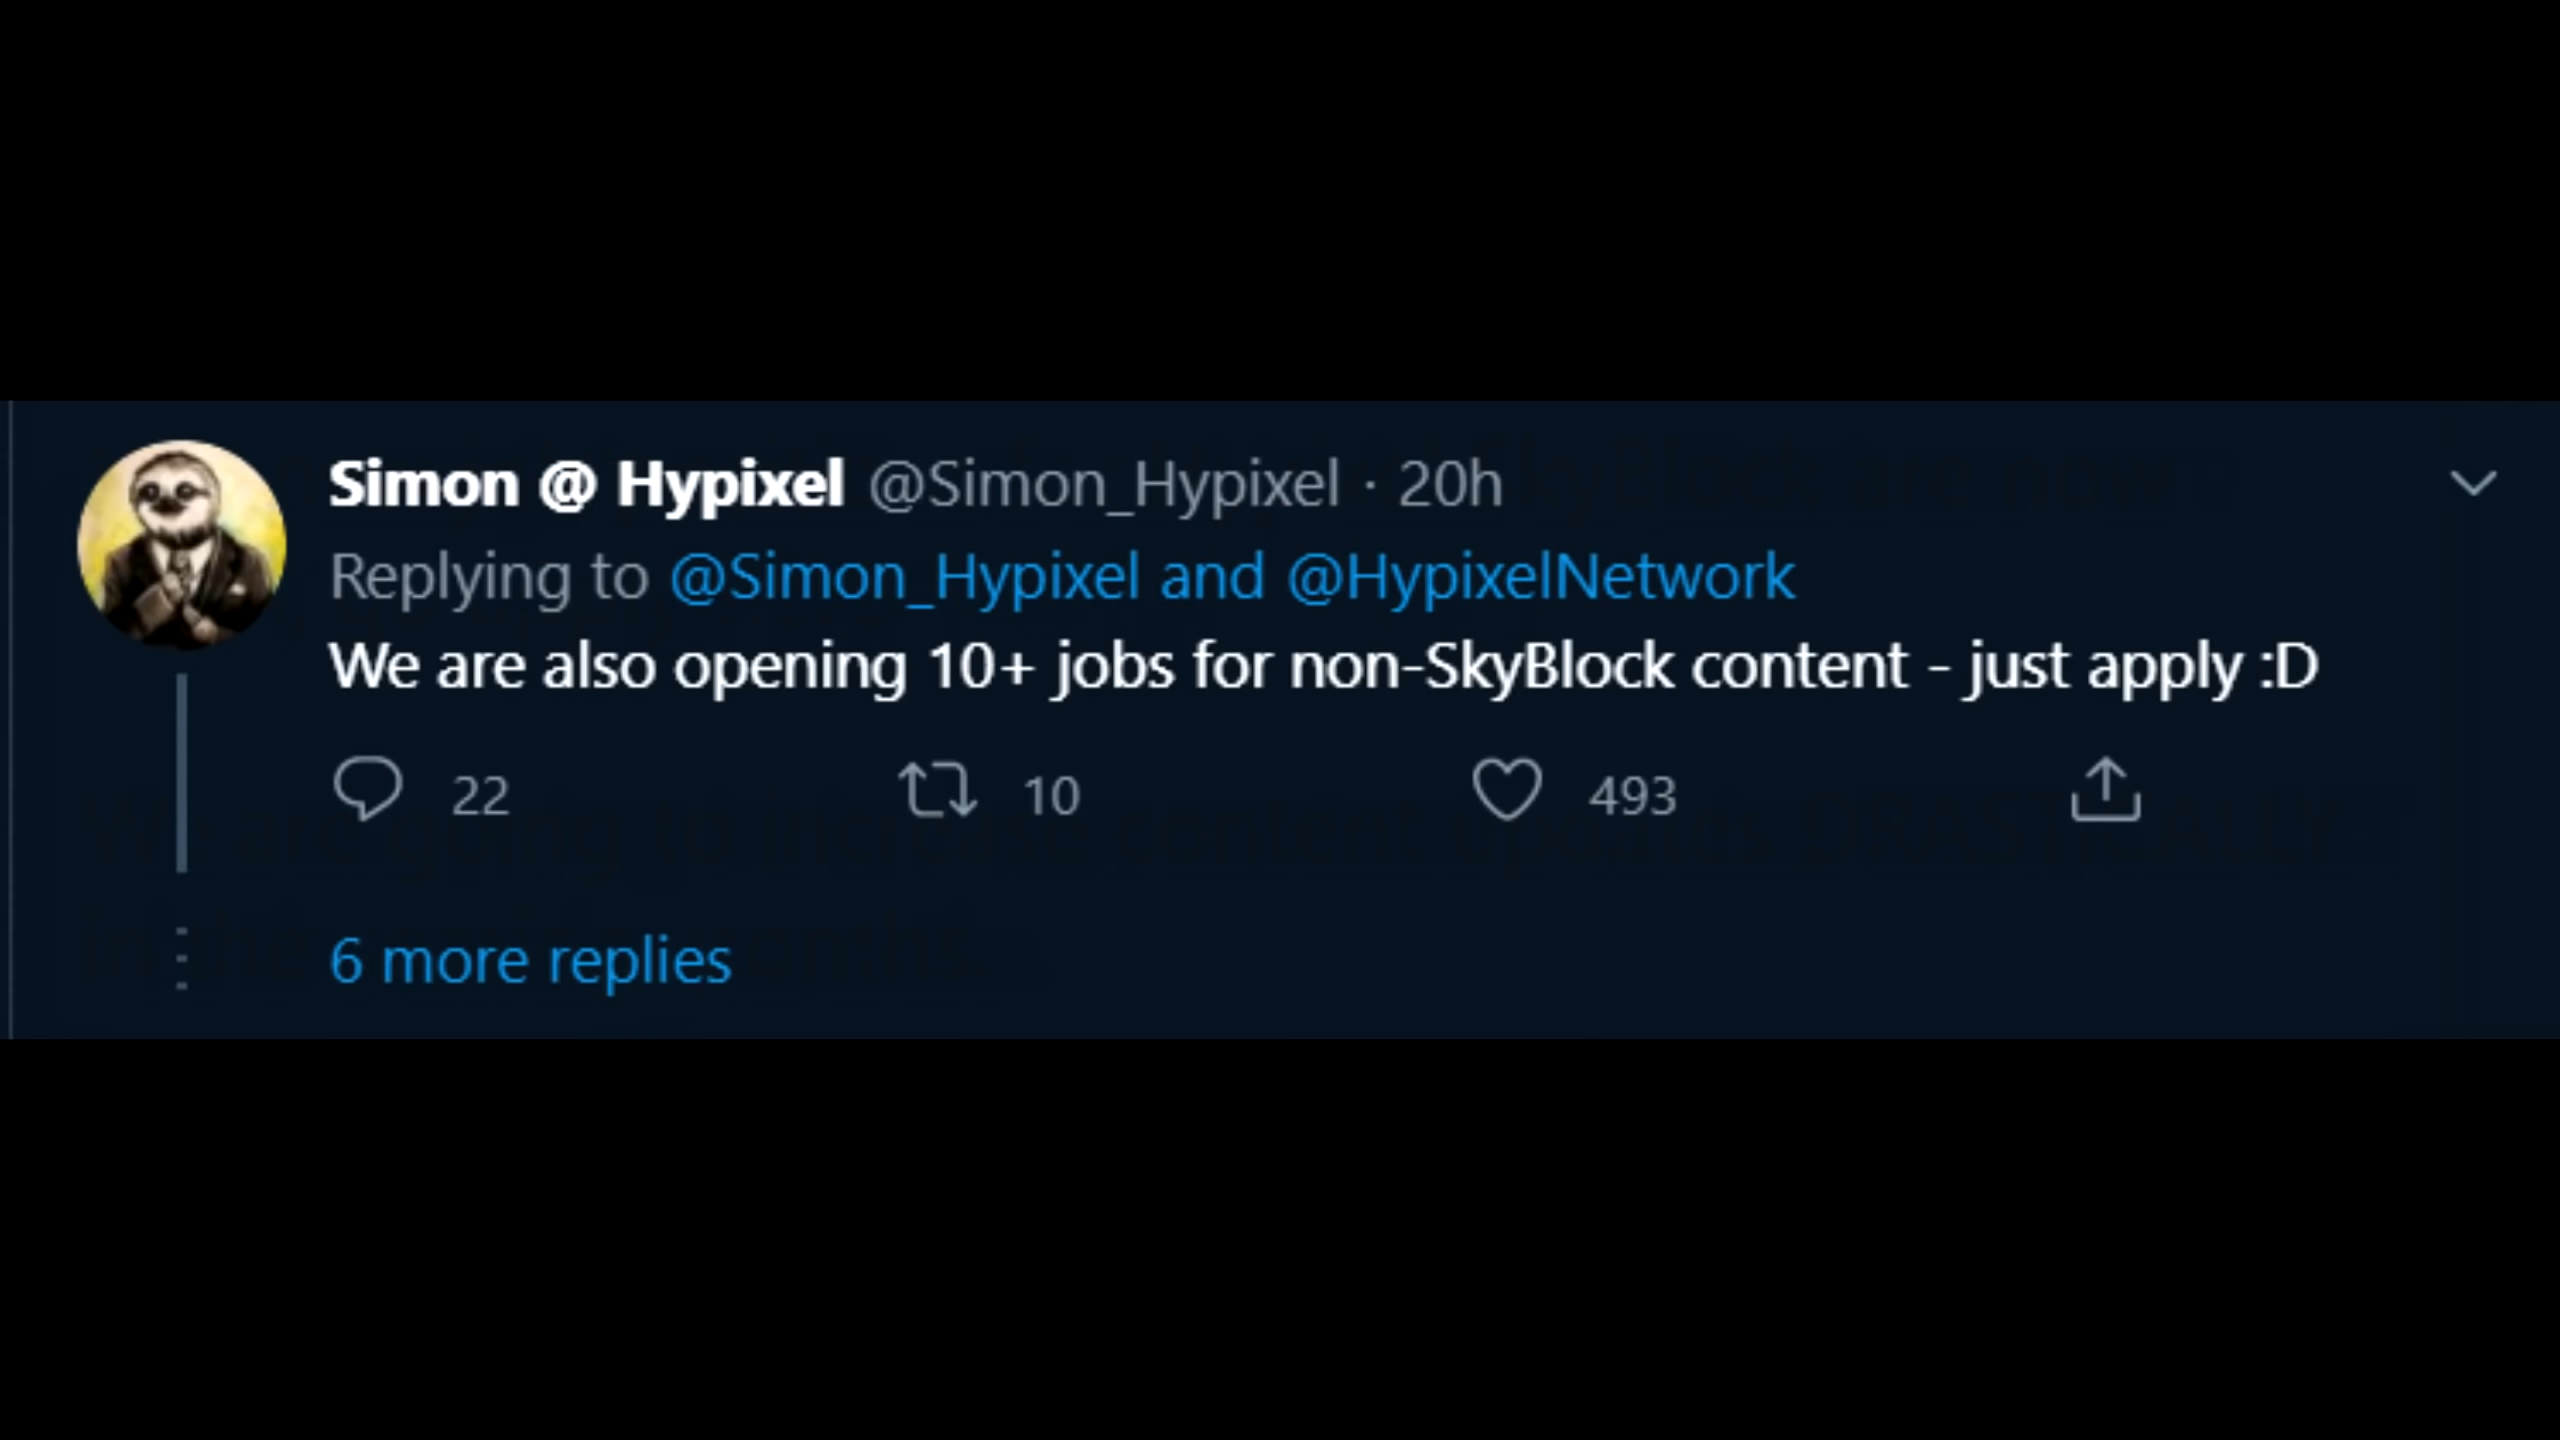 Simon @ Hypixel @Simon_Hypixel · 20h
Replying to @Simon_Hypixel and @HypixelNetwork
We are also opening 10+ jobs for non-SkyBlock content - just apply :D
22 10 493
6 more replies